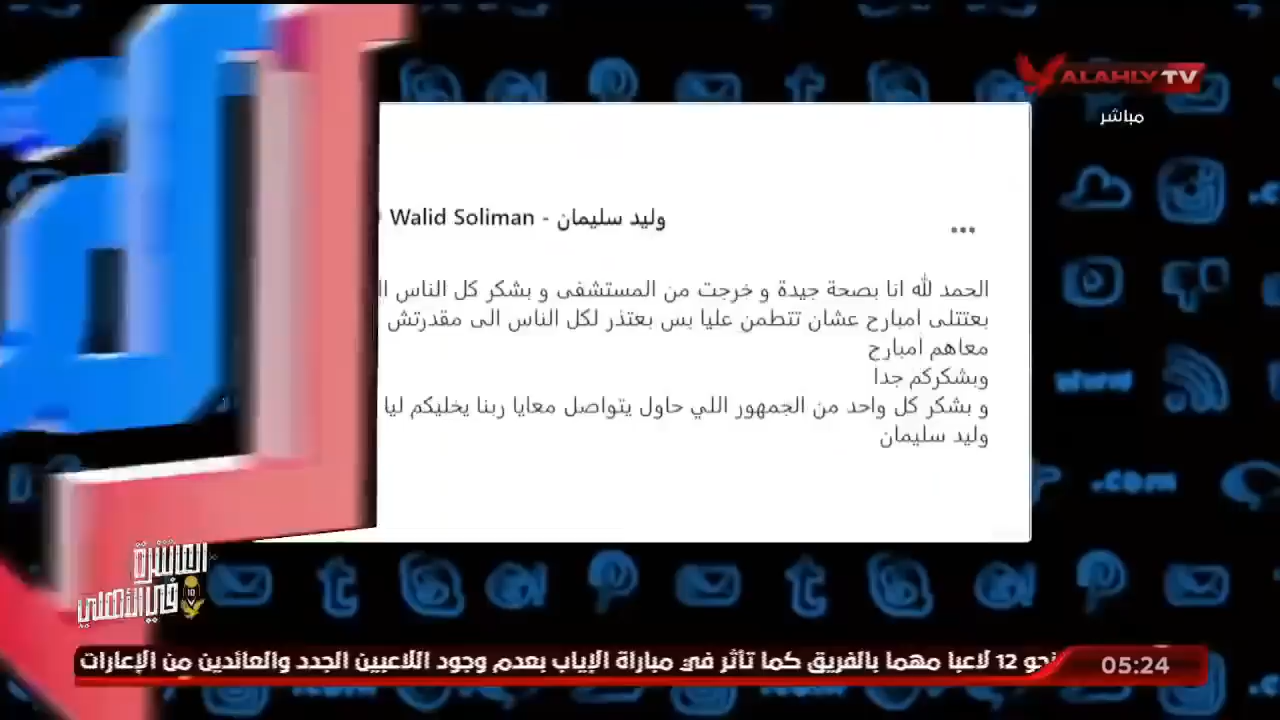 ALAHLY TV
مباشر
Walid Soliman - وليد سليمان
الحمد لله انا بصحة جيدة و خرجت من المستشفى و بشكر كل الناس
بعتتلى امبارح عشان تتطمن عليا بس بعتذر لكل الناس الى مقدرتش
معاهم امبارح
وبشكركم جدا
و بشكر كل واحد من الجمهور اللي حاول يتواصل معايا ربنا يخليكم ليا
وليد سليمان
العاشرة
في الأهلي
10
نحو 12 لاعبا مهما بالفريق كما تأثر في مباراة الإياب بعدم وجود اللاعبين الجدد والعائدين من الإعارات
05:24
www
.com